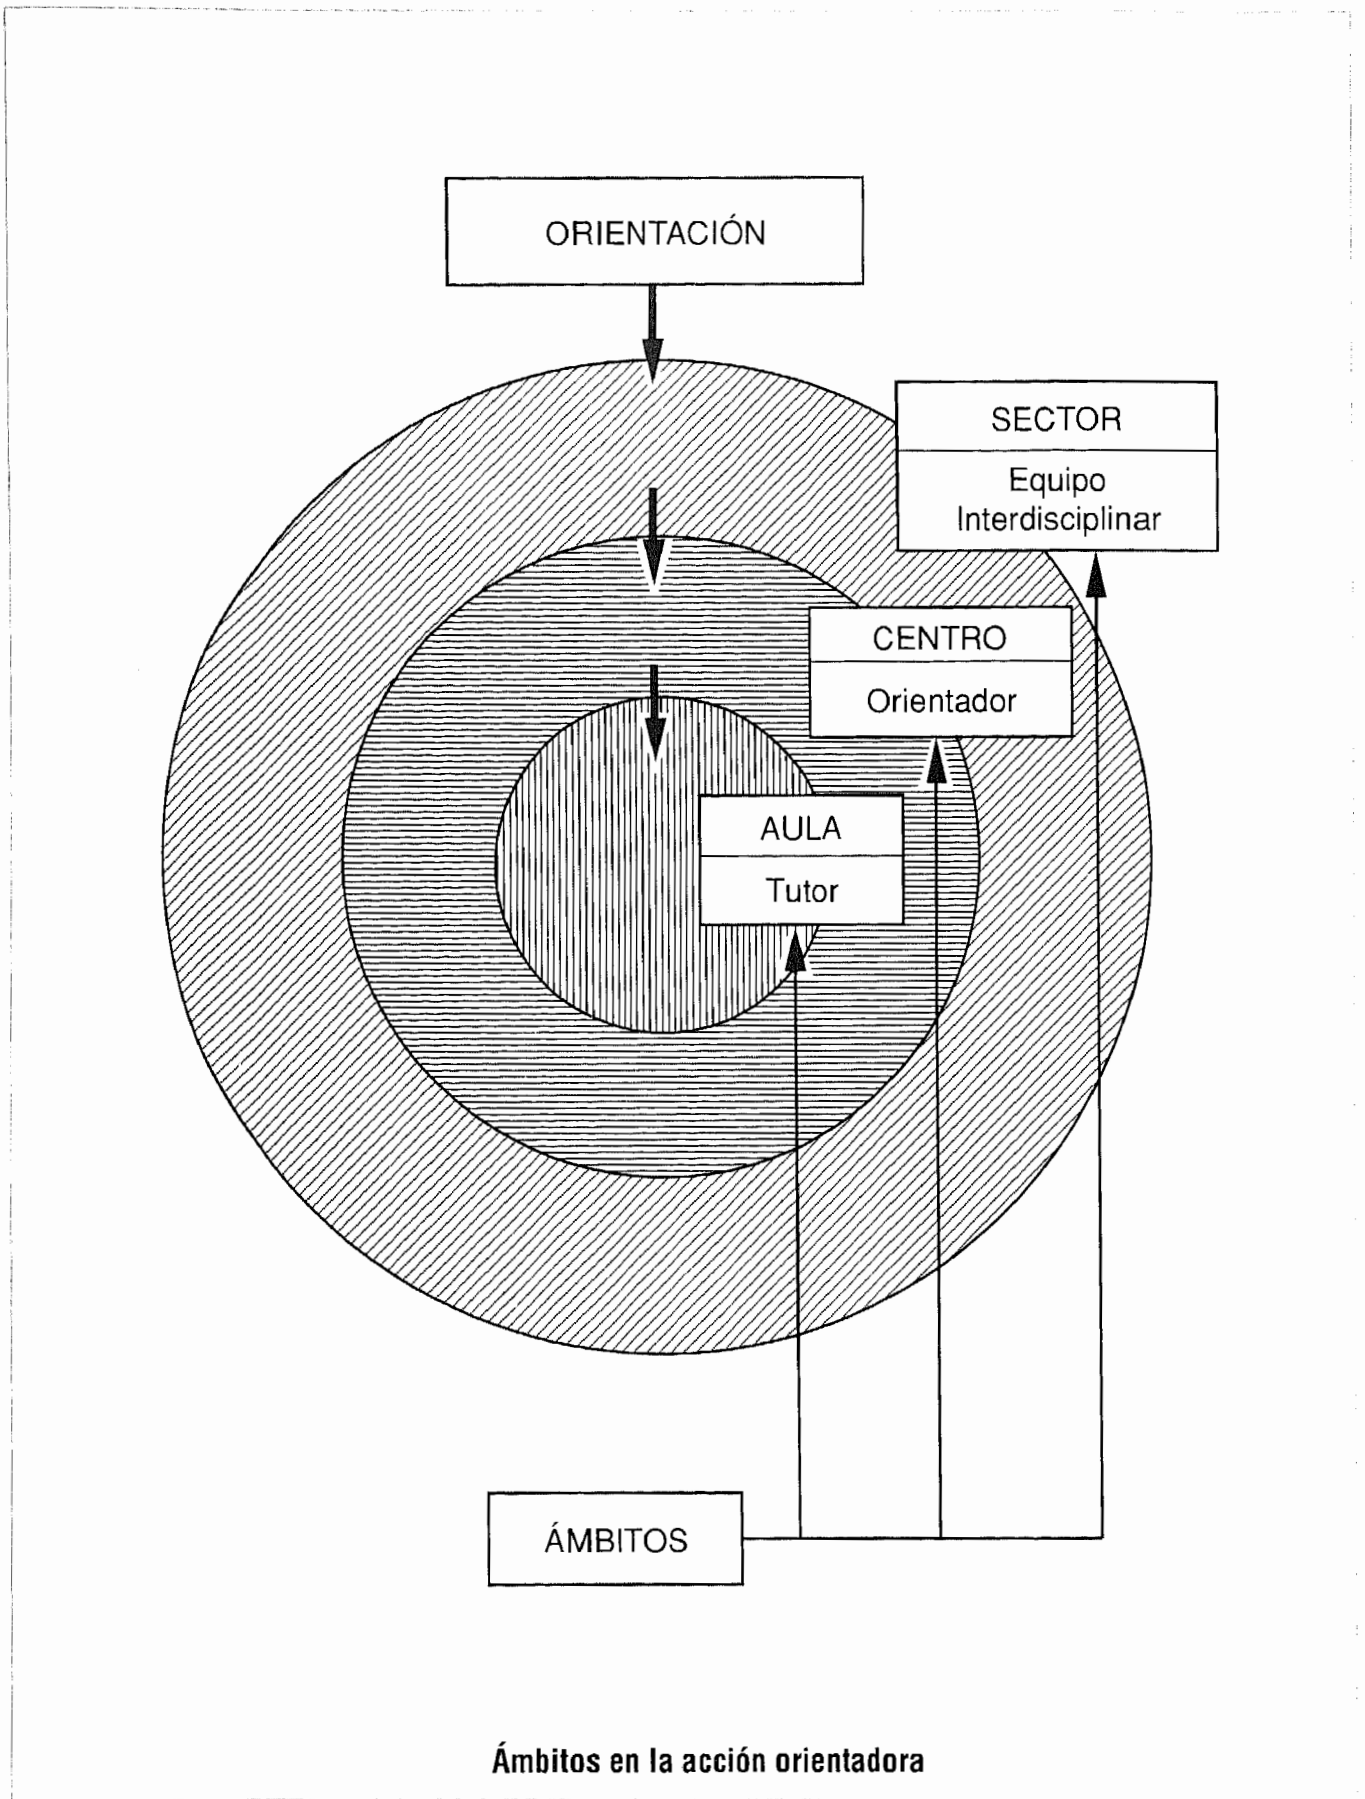 ORIENTACIÓN
SECTOR
Equipo
Interdisciplinar
CENTRO
Orientador
AULA
Tutor
ÁMBITOS
Ámbitos en la acción orientadora